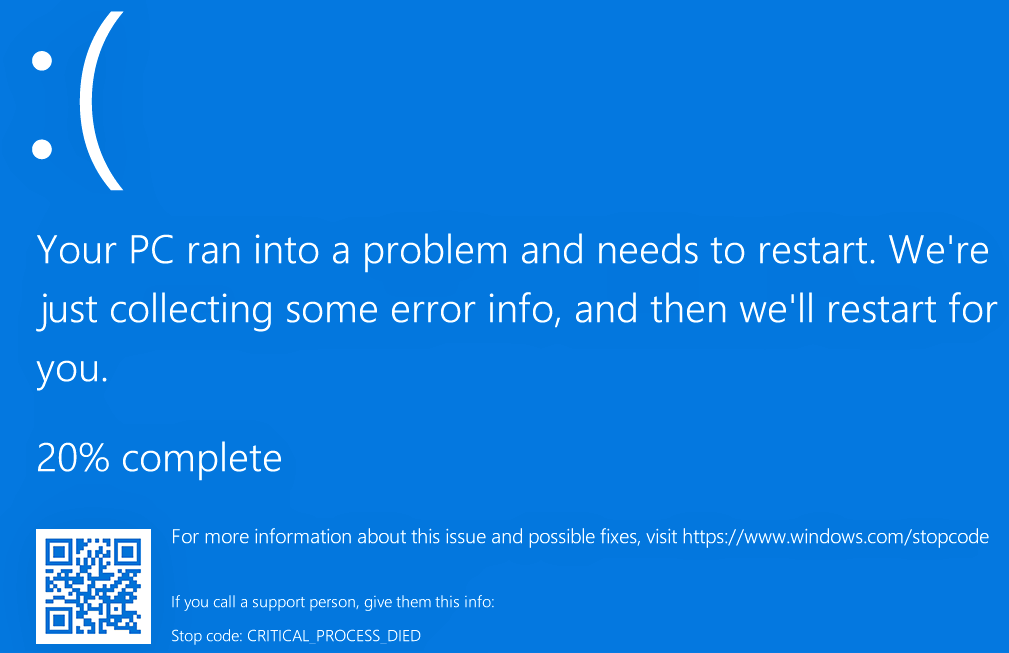 :(
Your PC ran into a problem and needs to restart. We're
just collecting some error info, and then we'll restart for
you.
20% complete
For more information about this issue and possible fixes, visit https://www.windows.com/stopcode
If you call a support person, give them this info:
Stop code: CRITICAL_PROCESS_DIED